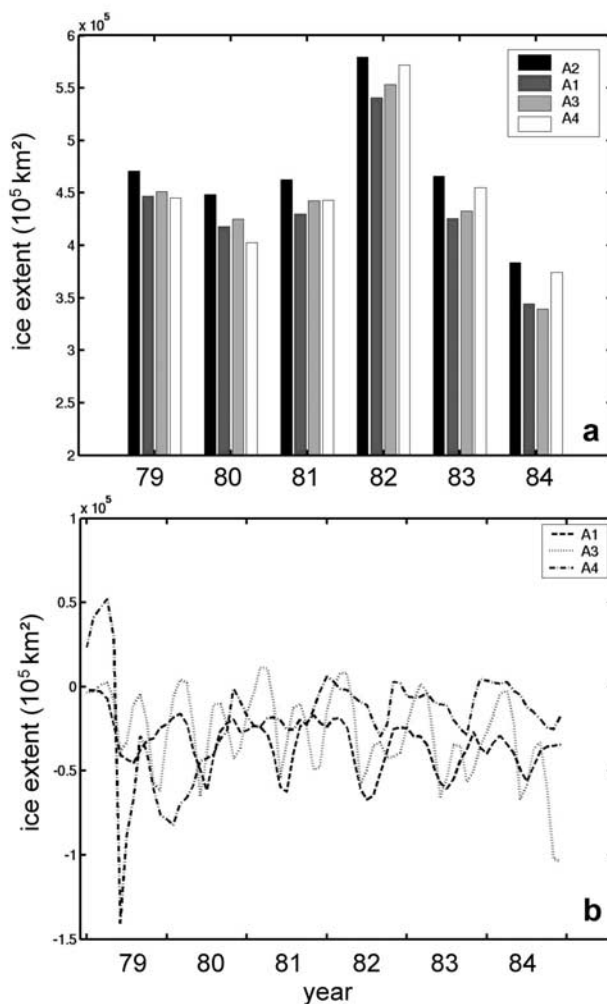 x 10⁵
6
5.5
5
4.5
4
3.5
3
2.5
2
ice extent (10⁵ km²)
A2
A1
A3
A4
a
79 80 81 82 83 84
x 10⁵
1
0.5
0
-0.5
-1
-1.5
ice extent (10⁵ km²)
A1
A3
A4
b
79 80 81 82 83 84
year